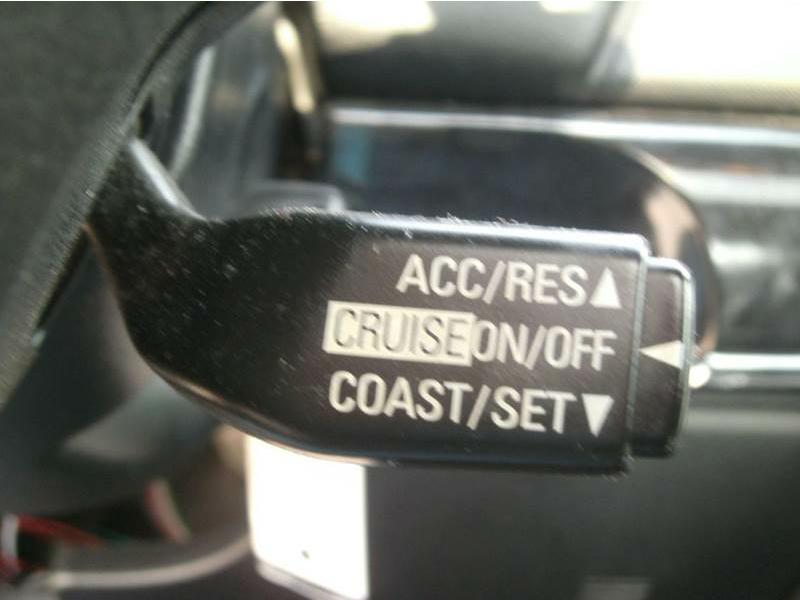 ACC/RES▲
CRUISE ON/OFF ◀
COAST/SET▼